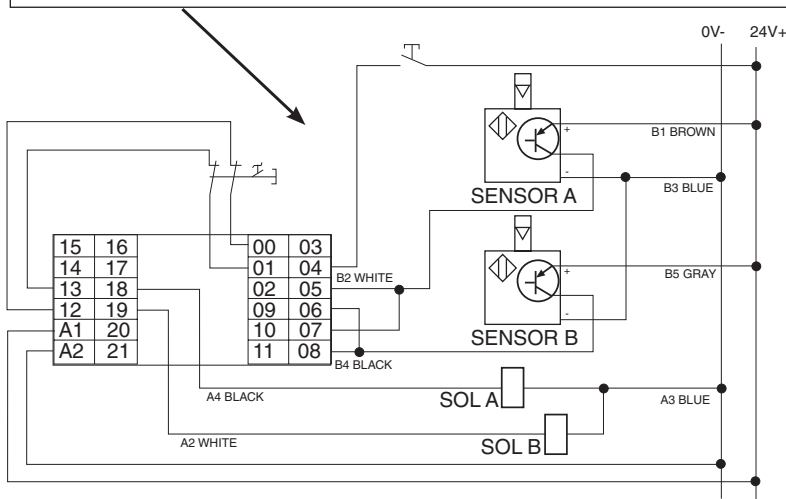 0V- 24V+
+
B1 BROWN
-
B3 BLUE
SENSOR A
15 16 00 03
14 17 01 04
13 18 02 05
12 19 09 06
A1 20 10 07
A2 21 11 08
B2 WHITE
+
B5 GRAY
-
SENSOR B
B4 BLACK
A4 BLACK
SOL A
A3 BLUE
A2 WHITE
SOL B